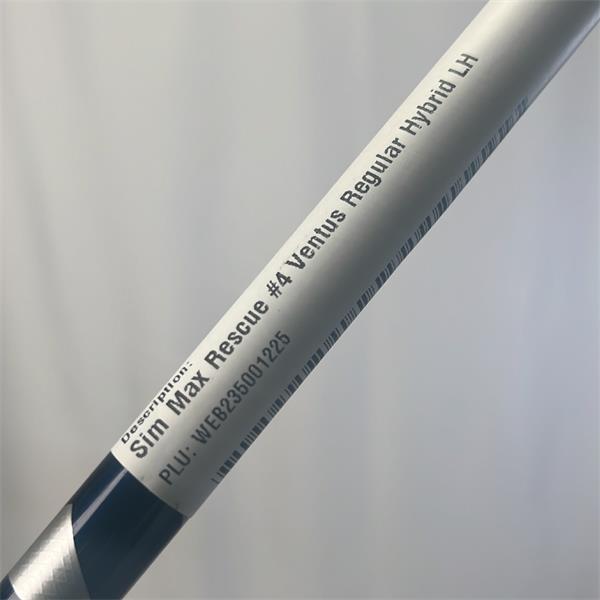 Description:
Sim Max Rescue #4 Ventus Regular Hybrid LH
PLU: WEB235001225